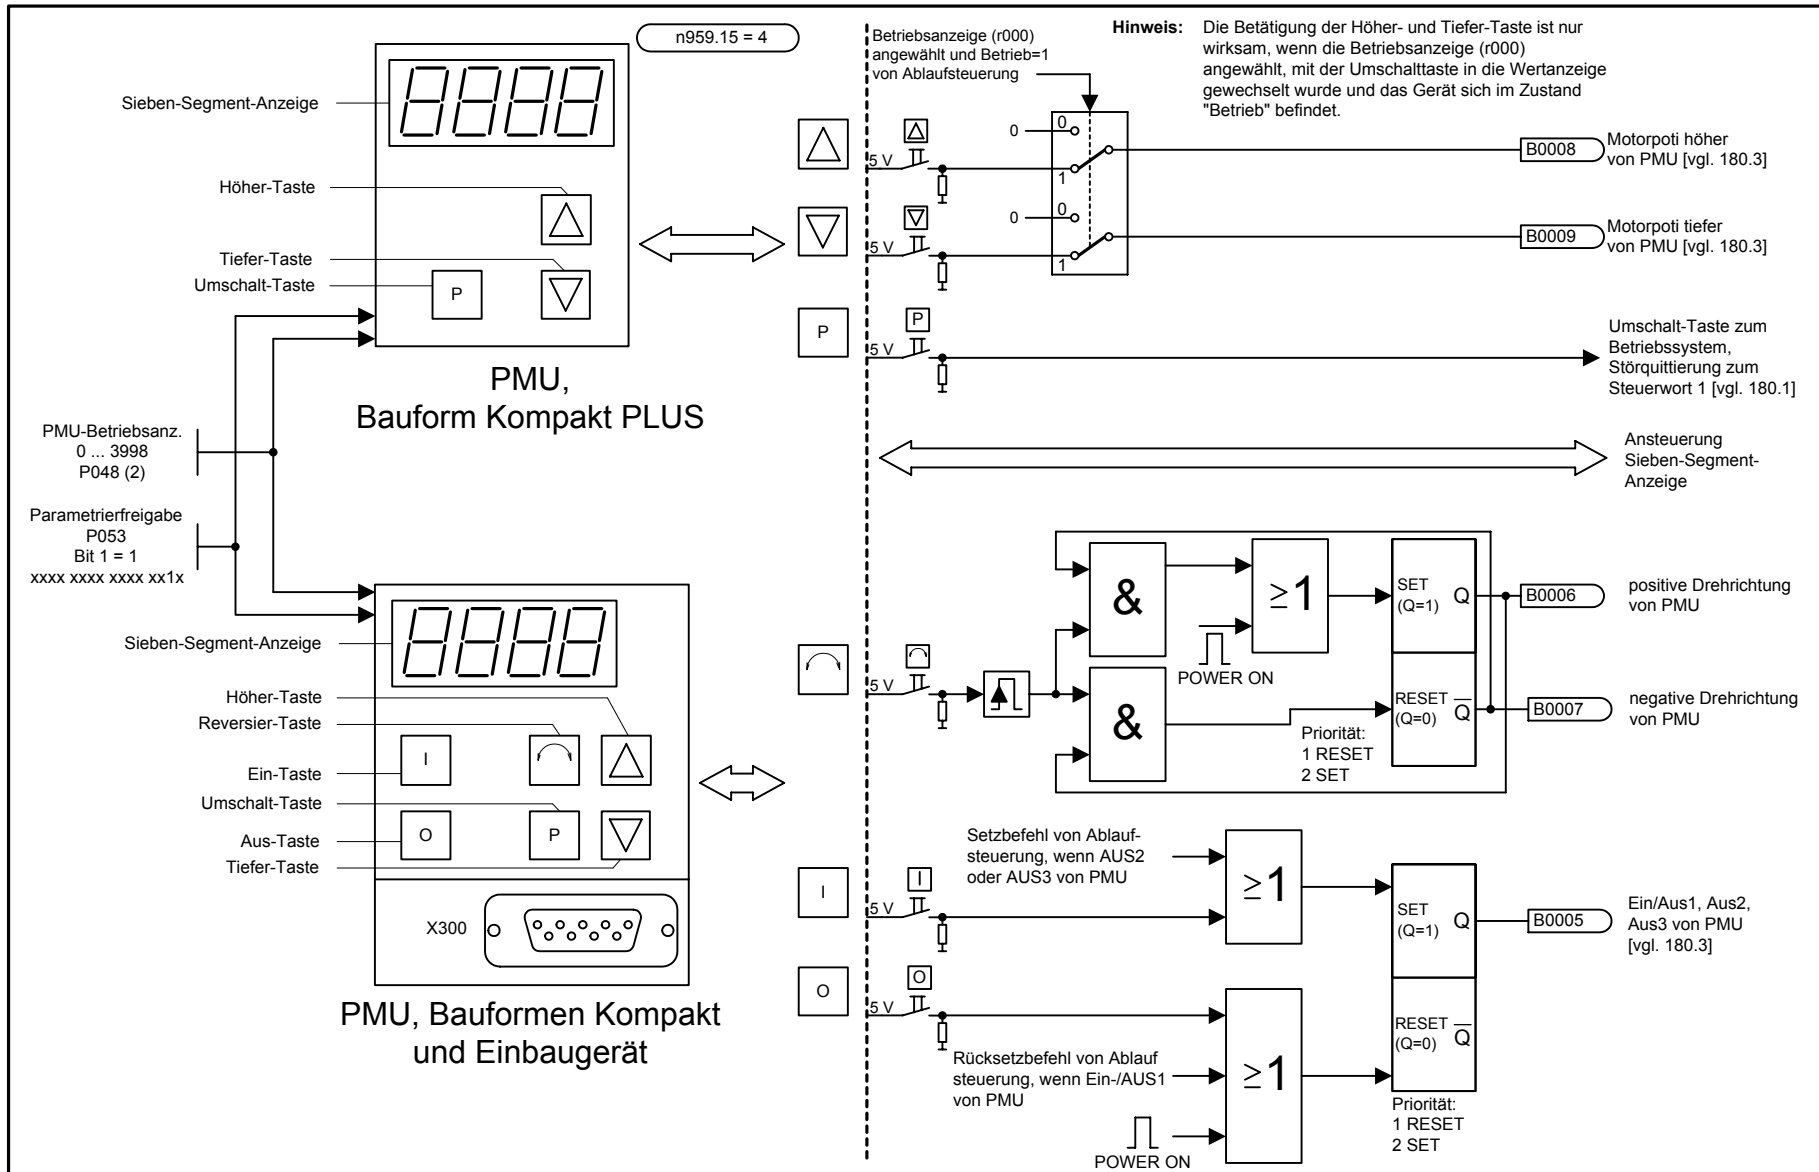 n959.15 = 4
Sieben-Segment-Anzeige
Höher-Taste
Tiefer-Taste
Umschalt-Taste
P
PMU,
Bauform Kompakt PLUS
PMU-Betriebsanz.
0 ... 3998
P048 (2)
Parametrierfreigabe
P053
Bit 1 = 1
xxxx xxxx xxxx xx1x
Sieben-Segment-Anzeige
Höher-Taste
Reversier-Taste
I
Ein-Taste
Umschalt-Taste
O
P
Aus-Taste
Tiefer-Taste
X300
PMU, Bauformen Kompakt
und Einbaugerät
Betriebsanzeige (r000)
angewählt und Betrieb=1
von Ablaufsteuerung
Hinweis: Die Betätigung der Höher- und Tiefer-Taste ist nur
wirksam, wenn die Betriebsanzeige (r000)
angewählt, mit der Umschalttaste in die Wertanzeige
gewechselt wurde und das Gerät sich im Zustand
"Betrieb" befindet.
0
0
5 V
1
B0008
Motorpoti höher
von PMU [vgl. 180.3]
0
0
5 V
1
B0009
Motorpoti tiefer
von PMU [vgl. 180.3]
P
P
5 V
Umschalt-Taste zum
Betriebssystem,
Störquittierung zum
Steuerwort 1 [vgl. 180.1]
Ansteuerung
Sieben-Segment-
Anzeige
&
≥1
SET
(Q=1)
Q
B0006
positive Drehrichtung
von PMU
POWER ON
5 V
&
RESET
(Q=0)
Q
B0007
negative Drehrichtung
von PMU
Priorität:
1 RESET
2 SET
Setzbefehl von Ablauf-
steuerung, wenn AUS2
oder AUS3 von PMU
≥1
I
I
5 V
SET
(Q=1)
Q
B0005
Ein/Aus1, Aus2,
Aus3 von PMU
[vgl. 180.3]
O
O
5 V
RESET
(Q=0)
Q
Rücksetzbefehl von Ablauf
steuerung, wenn Ein-/AUS1
von PMU
≥1
Priorität:
1 RESET
2 SET
POWER ON